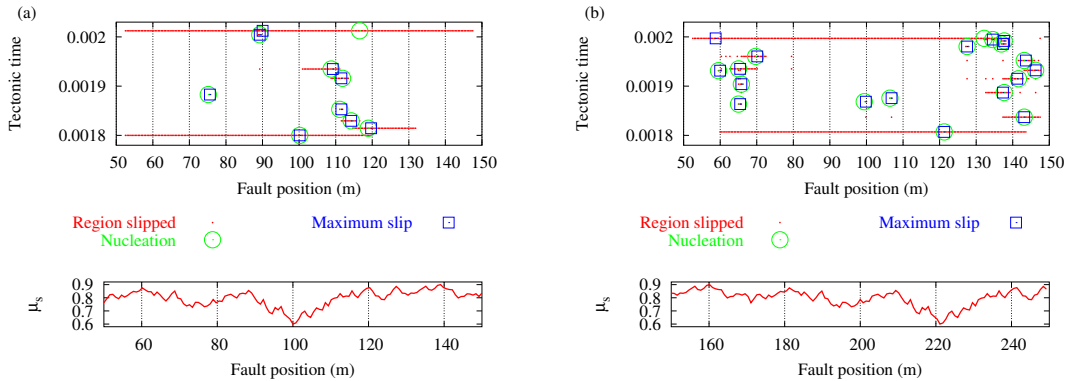 (a)
0.002
0.0019
0.0018
Tectonic time
50 60 70 80 90 100 110 120 130 140 150
Fault position (m)
Region slipped
Nucleation
Maximum slip
0.9
0.8
0.7
0.6
μs
60 80 100 120 140
Fault position (m)
(b)
0.002
0.0019
0.0018
Tectonic time
50 60 70 80 90 100 110 120 130 140 150
Fault position (m)
Region slipped
Nucleation
Maximum slip
0.9
0.8
0.7
0.6
μs
160 180 200 220 240
Fault position (m)